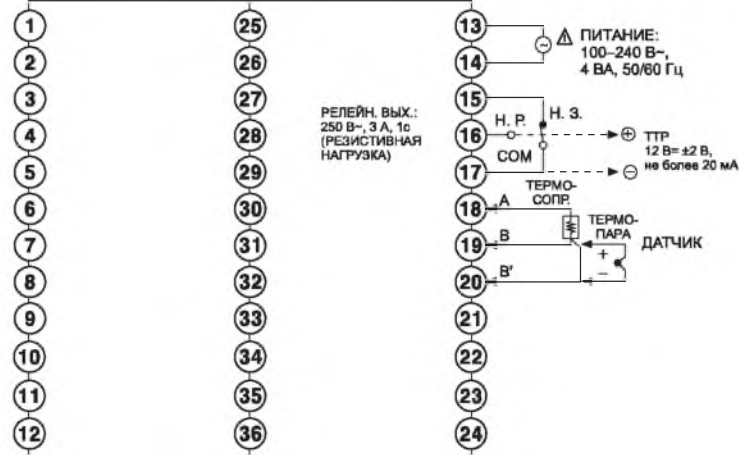 1
2
3
4
5
6
7
8
9
10
11
12
25
26
27
28
29
30
31
32
33
34
35
36
13
14
15
16
17
18
19
20
21
22
23
24
ПИТАНИЕ:
100–240 В~,
4 ВА, 50/60 Гц
РЕЛЕЙН. ВЫХ.:
250 В~, 3 А, 1с
(РЕЗИСТИВНАЯ
НАГРУЗКА)
Н. Р.
Н. З.
COM
+
ТТР
12 В= ±2 В,
не более 20 мА
−
ТЕРМО-
СОПР.
A
B
B'
ТЕРМО-
ПАРА
+
−
ДАТЧИК